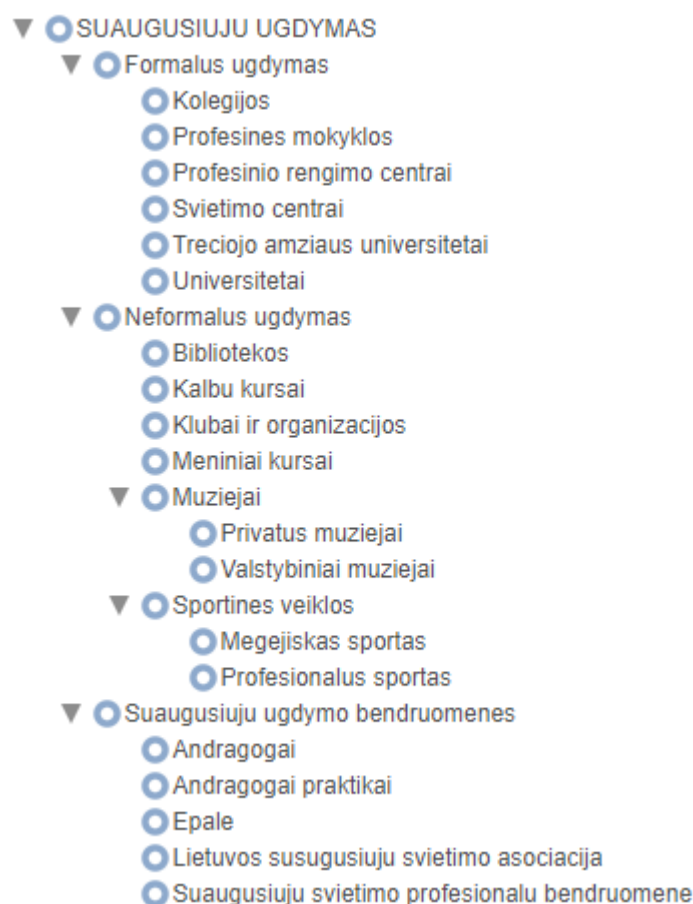 SUAUGUSIUJU UGDYMAS
Formalus ugdymas
Kolegijos
Profesines mokyklos
Profesinio rengimo centrai
Svietimo centrai
Treciojo amziaus universitetai
Universitetai
Neformalus ugdymas
Bibliotekos
Kalbu kursai
Klubai ir organizacijos
Meniniai kursai
Muziejai
Privatus muziejai
Valstybiniai muziejai
Sportines veiklos
Megejiskas sportas
Profesionalus sportas
Suaugusiuju ugdymo bendruomenes
Andragogai
Andragogai praktikai
Epale
Lietuvos susugusiuju svietimo asociacija
Suaugusiuju svietimo profesionalu bendruomene